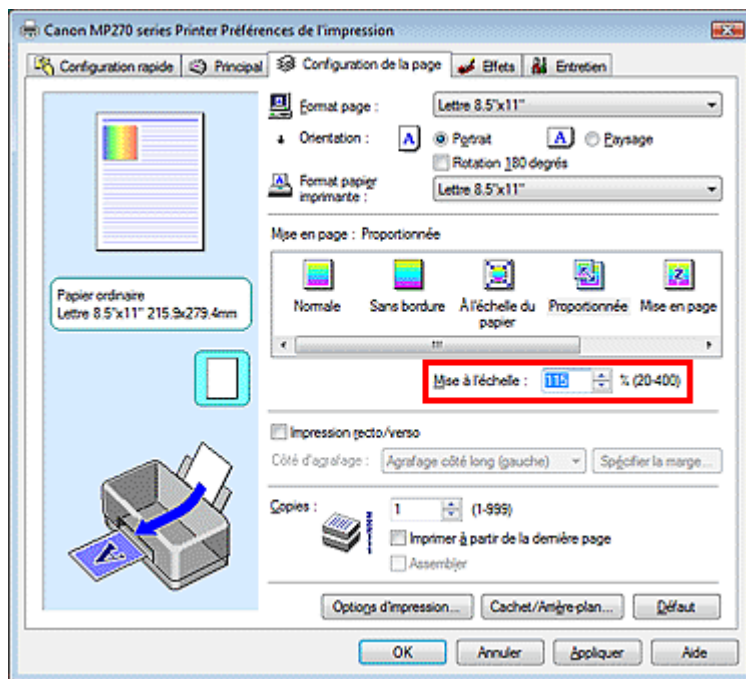 Canon MP270 series Printer Préférences de l'impression
Configuration rapide Principal Configuration de la page Effets Entretien
Format page : Lettre 8.5"x11"
Orientation : A Portrait A Paysage
Rotation 180 degrés
Format papier imprimante : Lettre 8.5"x11"
Mise en page : Proportionnée
Normale Sans bordure À l'échelle du papier Proportionnée Mise en page
Papier ordinaire
Lettre 8.5"x11" 215.9x279.4mm
Mise à l'échelle : 115 % (20-400)
Impression recto/verso
Côté d'agrafage : Agrafage côté long (gauche) Spécifier la marge...
Copies : 1 (1-999)
Imprimer à partir de la dernière page
Assembler
Options d'impression... Cachet/Arrière-plan... Défaut
OK Annuler Appliquer Aide